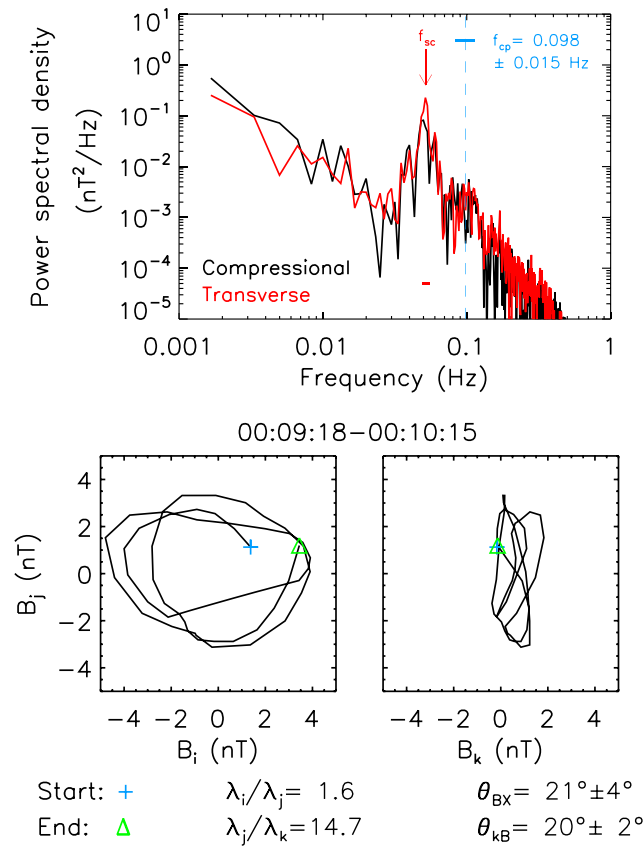 Power spectral density
(nT²/Hz)
10¹
10⁰
10⁻¹
10⁻²
10⁻³
10⁻⁴
10⁻⁵
f_sc
f_cp= 0.098
± 0.015 Hz
Compressional
Transverse
0.001 0.01 0.1 1
Frequency (Hz)
00:09:18−00:10:15
B_j (nT)
4
2
0
−2
−4
−4 −2 0 2 4
B_i (nT)
−4 −2 0 2 4
B_k (nT)
Start: + λ_i/λ_j= 1.6 θ_BX= 21°±4°
End: Δ λ_j/λ_k=14.7 θ_kB= 20°± 2°